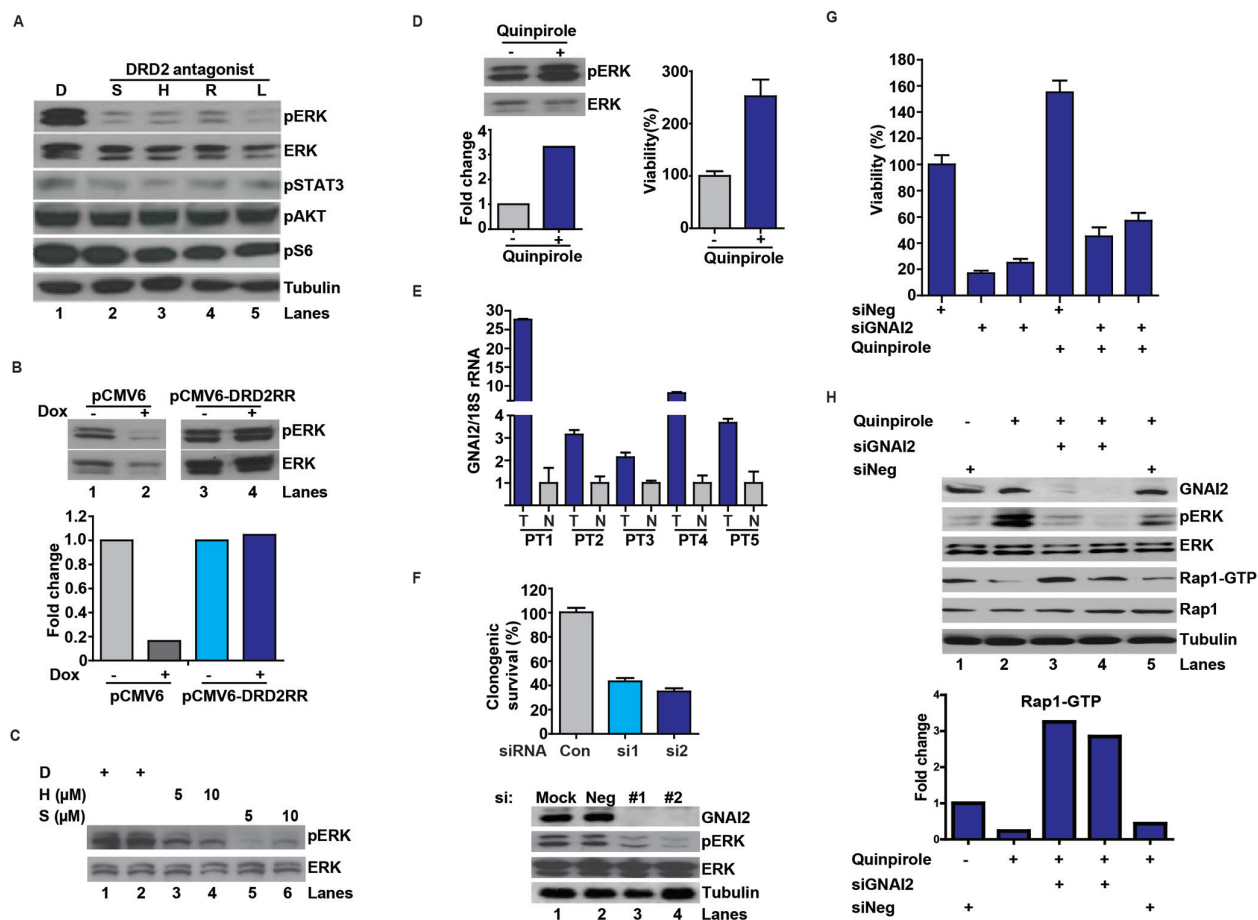 A
DRD2 antagonist
D S H R L
pERK
ERK
pSTAT3
pAKT
pS6
Tubulin
1 2 3 4 5 Lanes
B
pCMV6 pCMV6-DRD2RR
Dox - + - +
pERK
ERK
1 2 3 4 Lanes
Fold change
1.0
0.8
0.6
0.4
0.2
0
Dox - + - +
pCMV6 pCMV6-DRD2RR
C
D + +
H (µM) 5 10
S (µM) 5 10
pERK
ERK
1 2 3 4 5 6 Lanes
D
Quinpirole
- +
pERK
ERK
Fold change
4
3
2
1
0
- +
Quinpirole
Viability(%)
300
200
100
0
- +
Quinpirole
E
GNAI2/18S rRNA
30
25
20
15
10
5
4
3
2
1
T N T N T N T N T N
PT1 PT2 PT3 PT4 PT5
F
Clonogenic
survival (%)
120
100
80
60
40
20
0
siRNA Con si1 si2
si: Mock Neg #1 #2
GNAI2
pERK
ERK
Tubulin
1 2 3 4 Lanes
G
Viability (%)
180
160
140
120
100
80
60
40
20
0
siNeg + +
siGNAI2 + + + +
Quinpirole + + +
H
Quinpirole - + + + +
siGNAI2 + +
siNeg + +
GNAI2
pERK
ERK
Rap1-GTP
Rap1
Tubulin
1 2 3 4 5 Lanes
Rap1-GTP
Fold change
4
3
2
1
0
Quinpirole - + + + +
siGNAI2 + +
siNeg + +